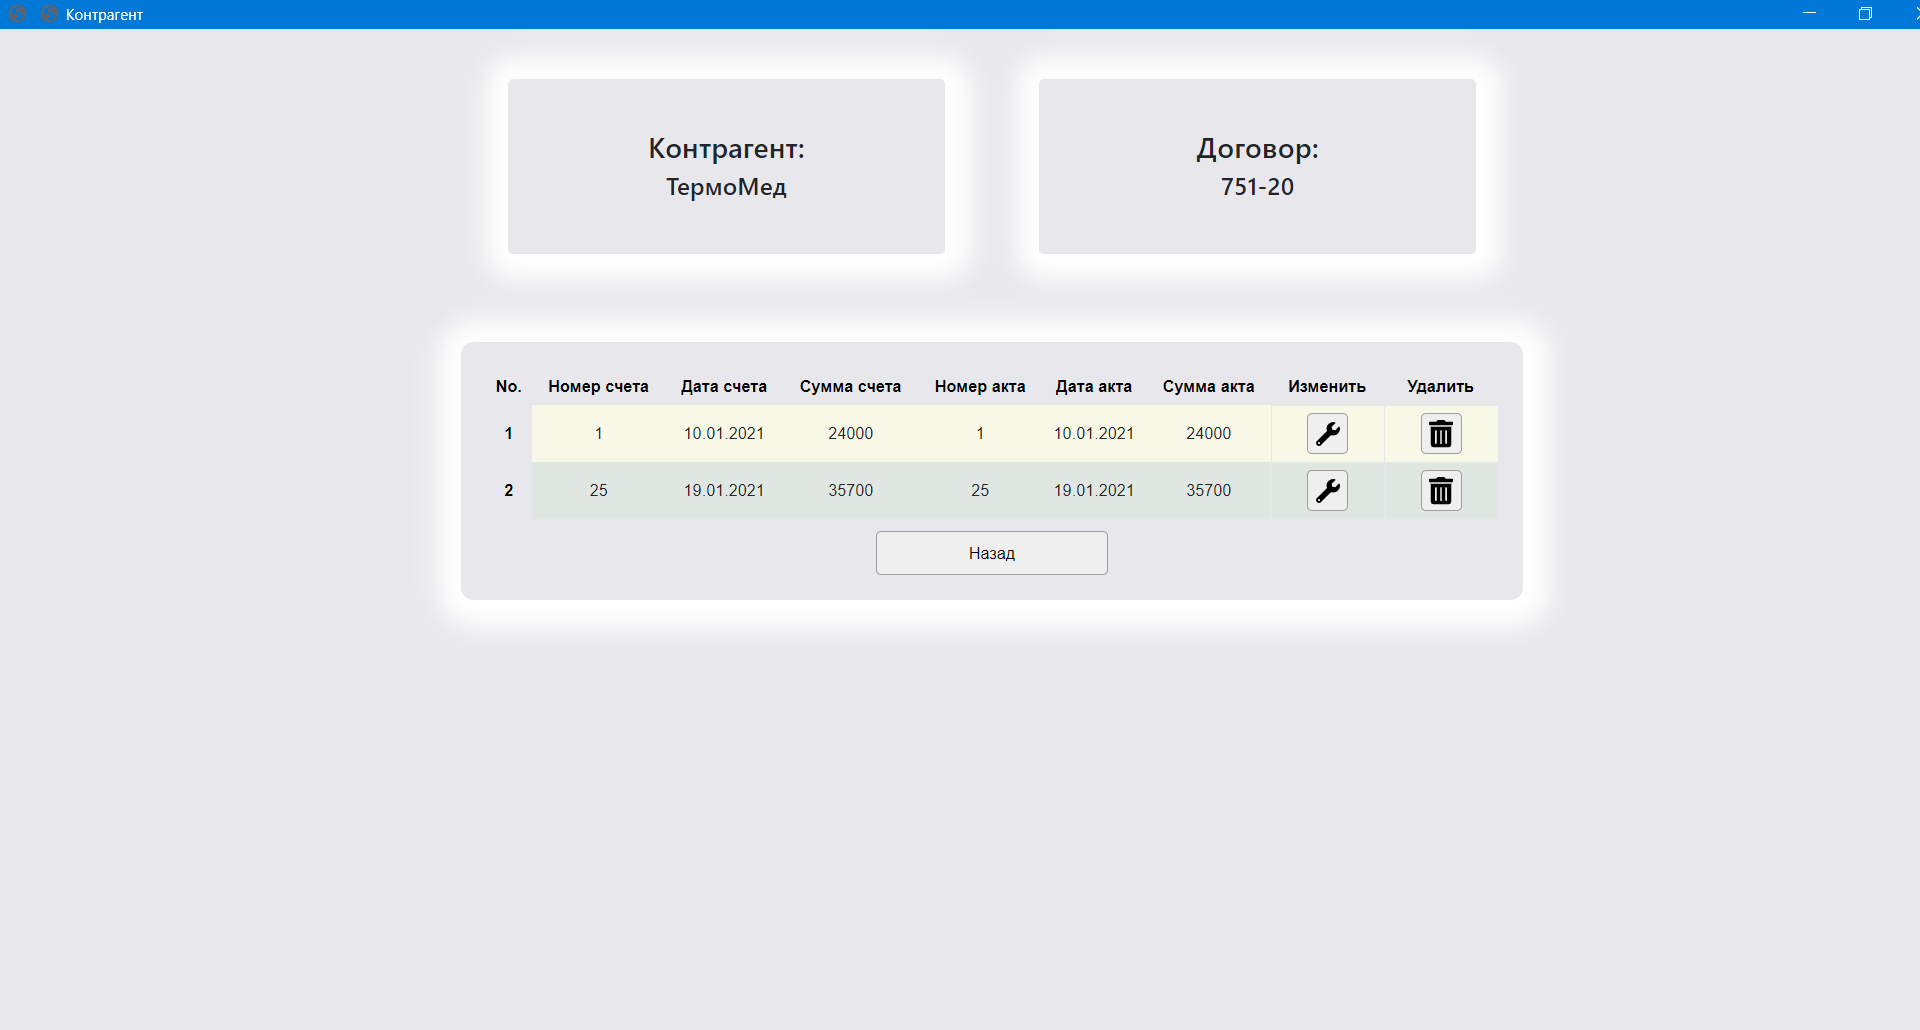 Контрагент
Контрагент:
ТермоМед
Договор:
751-20
No. Номер счета Дата счета Сумма счета Номер акта Дата акта Сумма акта Изменить Удалить
1 1 10.01.2021 24000 1 10.01.2021 24000
2 25 19.01.2021 35700 25 19.01.2021 35700
Назад